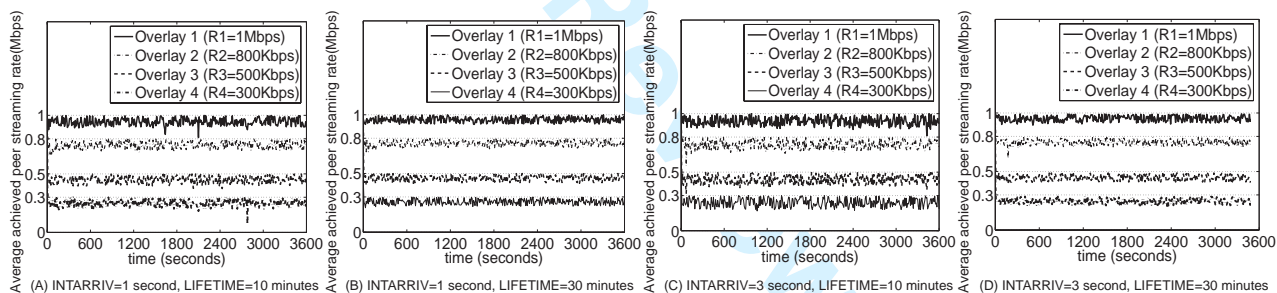 Average achieved peer streaming rate(Mbps)
Overlay 1 (R1=1Mbps)
Overlay 2 (R2=800Kbps)
Overlay 3 (R3=500Kbps)
Overlay 4 (R4=300Kbps)
1
0.8
0.5
0.3
0
0 600 1200 1800 2400 3000 3600
time (seconds)
(A) INTARRIV=1 second, LIFETIME=10 minutes
Average achieved peer streaming rate(Mbps)
Overlay 1 (R1=1Mbps)
Overlay 2 (R2=800Kbps)
Overlay 3 (R3=500Kbps)
Overlay 4 (R4=300Kbps)
1
0.8
0.5
0.3
0
0 600 1200 1800 2400 3000 3600
time (seconds)
(B) INTARRIV=1 second, LIFETIME=30 minutes
Average achieved peer streaming rate(Mbps)
Overlay 1 (R1=1Mbps)
Overlay 2 (R2=800Kbps)
Overlay 3 (R3=500Kbps)
Overlay 4 (R4=300Kbps)
1
0.8
0.5
0.3
0
0 600 1200 1800 2400 3000 3600
time (seconds)
(C) INTARRIV=3 second, LIFETIME=10 minutes
Average achieved peer streaming rate(Mbps)
Overlay 1 (R1=1Mbps)
Overlay 2 (R2=800Kbps)
Overlay 3 (R3=500Kbps)
Overlay 4 (R4=300Kbps)
1
0.8
0.5
0.3
0
0 600 1200 1800 2400 3000 3600
time (seconds)
(D) INTARRIV=3 second, LIFETIME=30 minutes